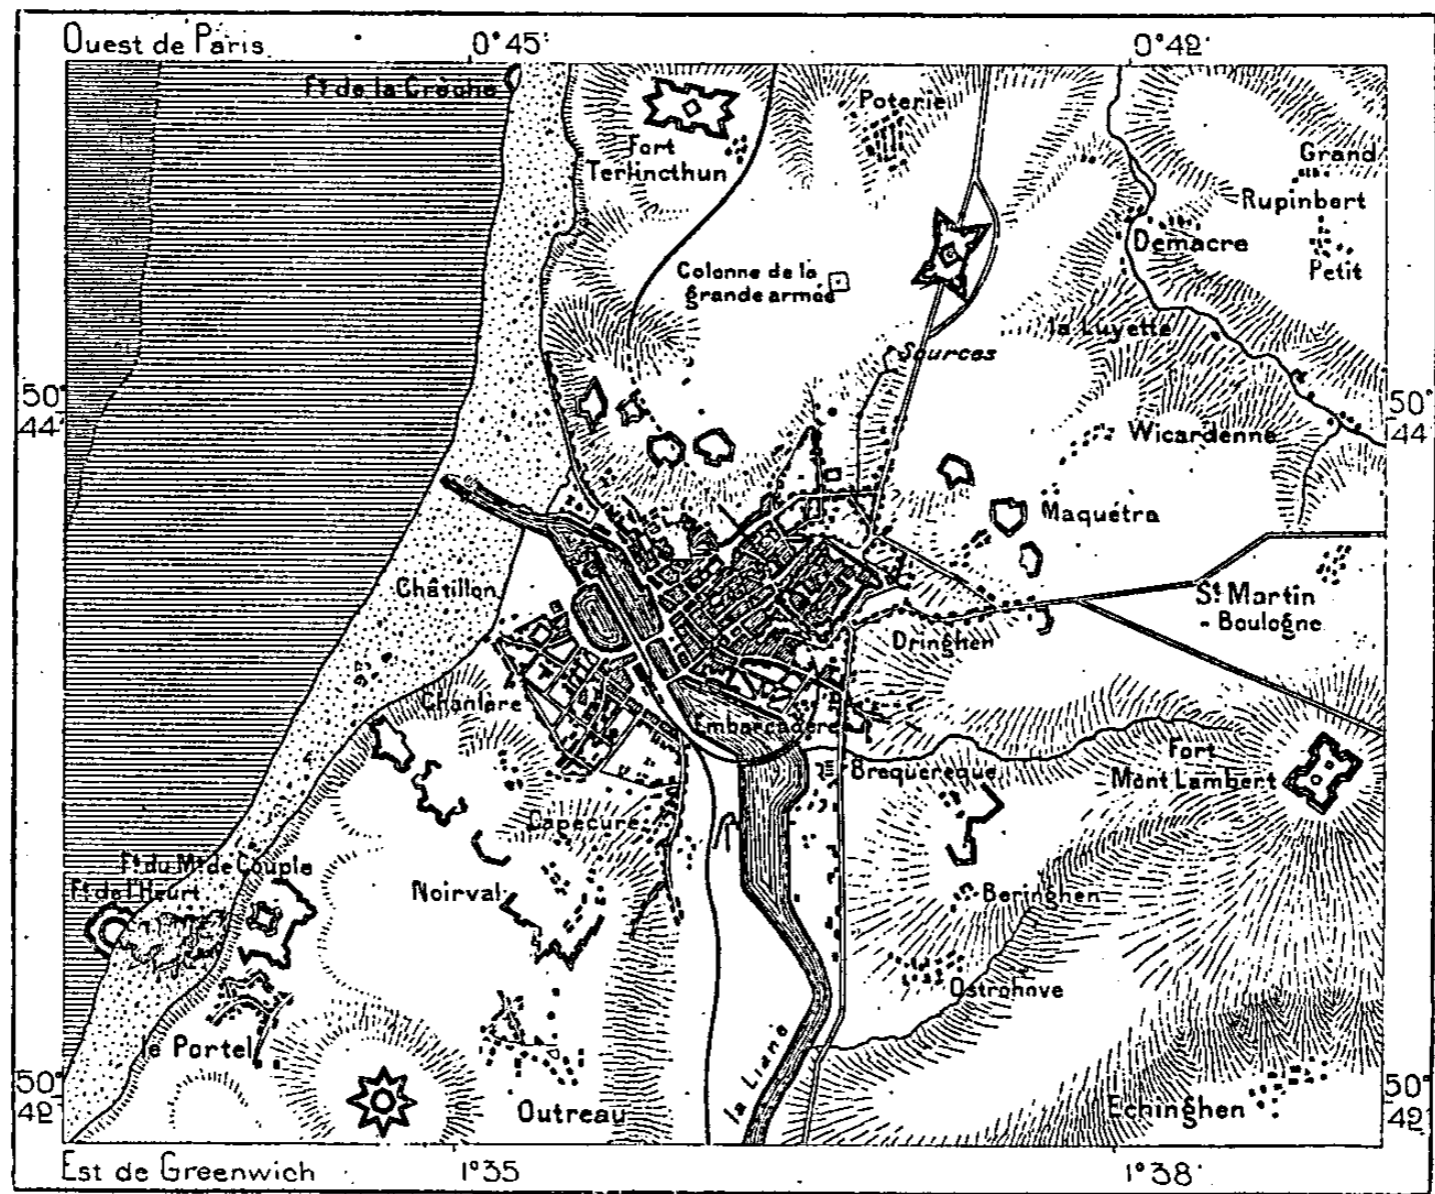 Ouest de Paris
0°45'
0°42'
Ft de la Crèche
Poterie
Fort
Terlincthun
Grand
Rupinbert
Demacre
Petit
Colonne de la
grande armée
la Luyette
Sources
50°
44'
50°
44'
Wicardenne
Maquétra
Châtillon
St Martin
- Boulogne
Dringhen
Chanlare
Embarcadère
Fort
Mont Lambert
Brequereque
Capecure
Ft du Mt de Couple
Ft de l'Heurt
Noirval
Beringhen
Ostrohove
le Portel
la Liane
50°
42'
50°
42'
Outreau
Echinghen
Est de Greenwich
1°35
1°38'